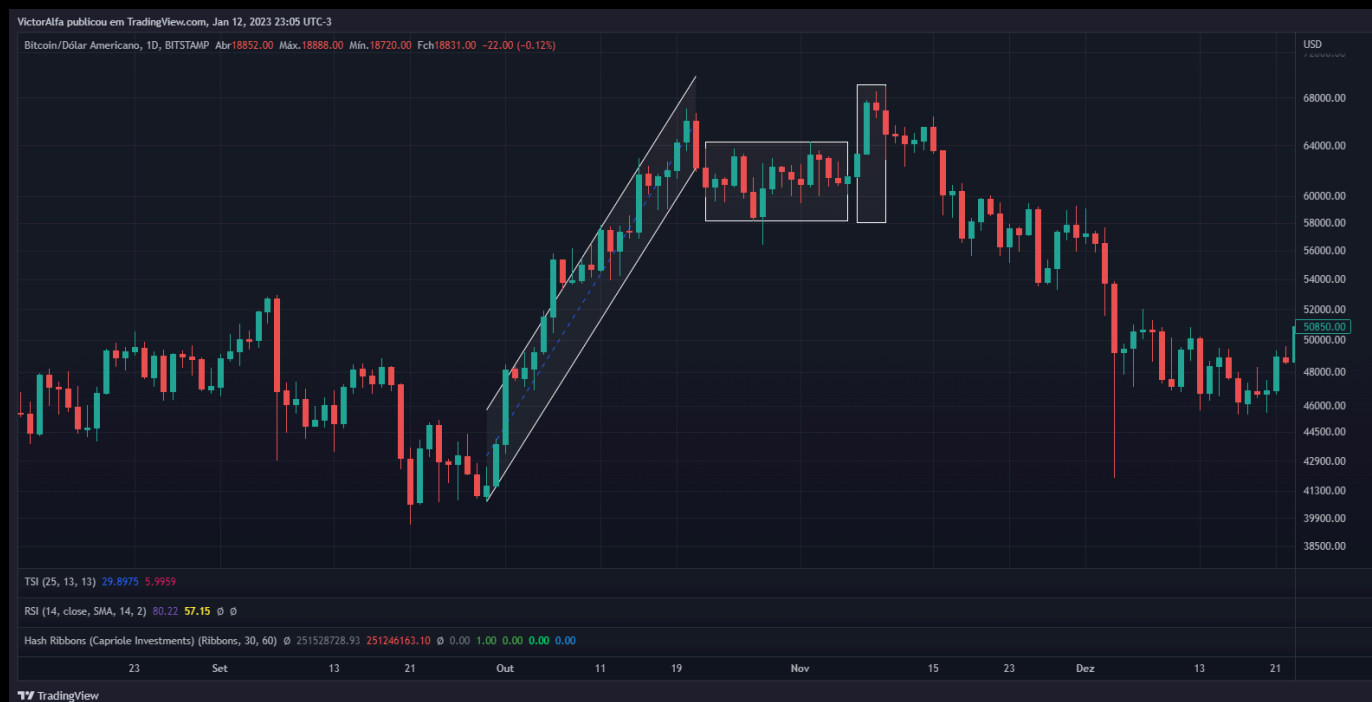 VictorAlfa publicou em TradingView.com, Jan 12, 2023 23:05 UTC-3
Bitcoin/Dólar Americano, 1D, BITSTAMP Abr18852.00 Máx.18888.00 Mín.18720.00 Fch18831.00 −22.00 (−0.12%)
USD
72000.00
68000.00
64000.00
60000.00
58000.00
56000.00
54000.00
52000.00
50850.00
50000.00
48000.00
46000.00
44500.00
42900.00
41300.00
39900.00
38500.00
TSI (25, 13, 13) 29.8975 5.9959
RSI (14, close, SMA, 14, 2) 80.22 57.15 Ø Ø
Hash Ribbons (Capriole Investments) (Ribbons, 30, 60) Ø 251528728.93 251246163.10 Ø 0.00 1.00 0.00 0.00 0.00
23 Set 13 21 Out 11 19 Nov 15 23 Dez 13 21
TradingView